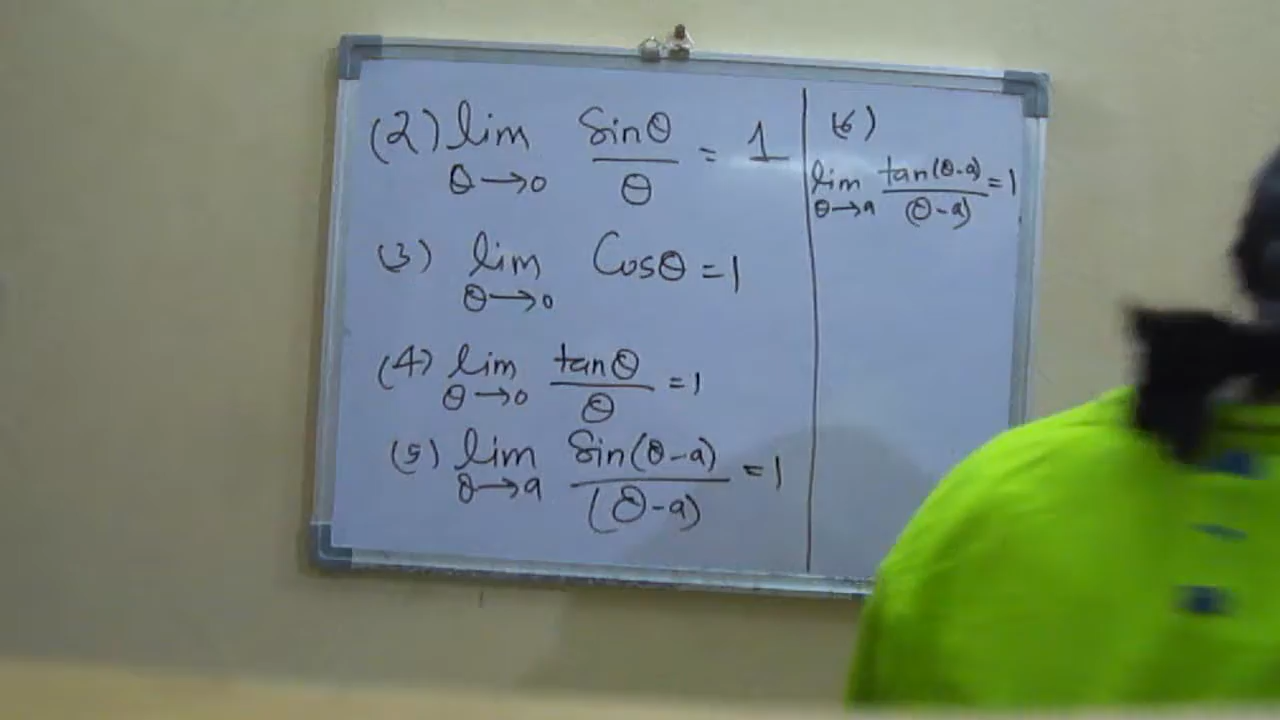 (2) lim θ→0 Sinθ/θ = 1
(3) lim θ→0 Cosθ = 1
(4) lim θ→0 tanθ/θ = 1
(5) lim θ→a Sin(θ-a)/(θ-a) = 1
(6)
lim θ→a tan(θ-a)/(θ-a) = 1